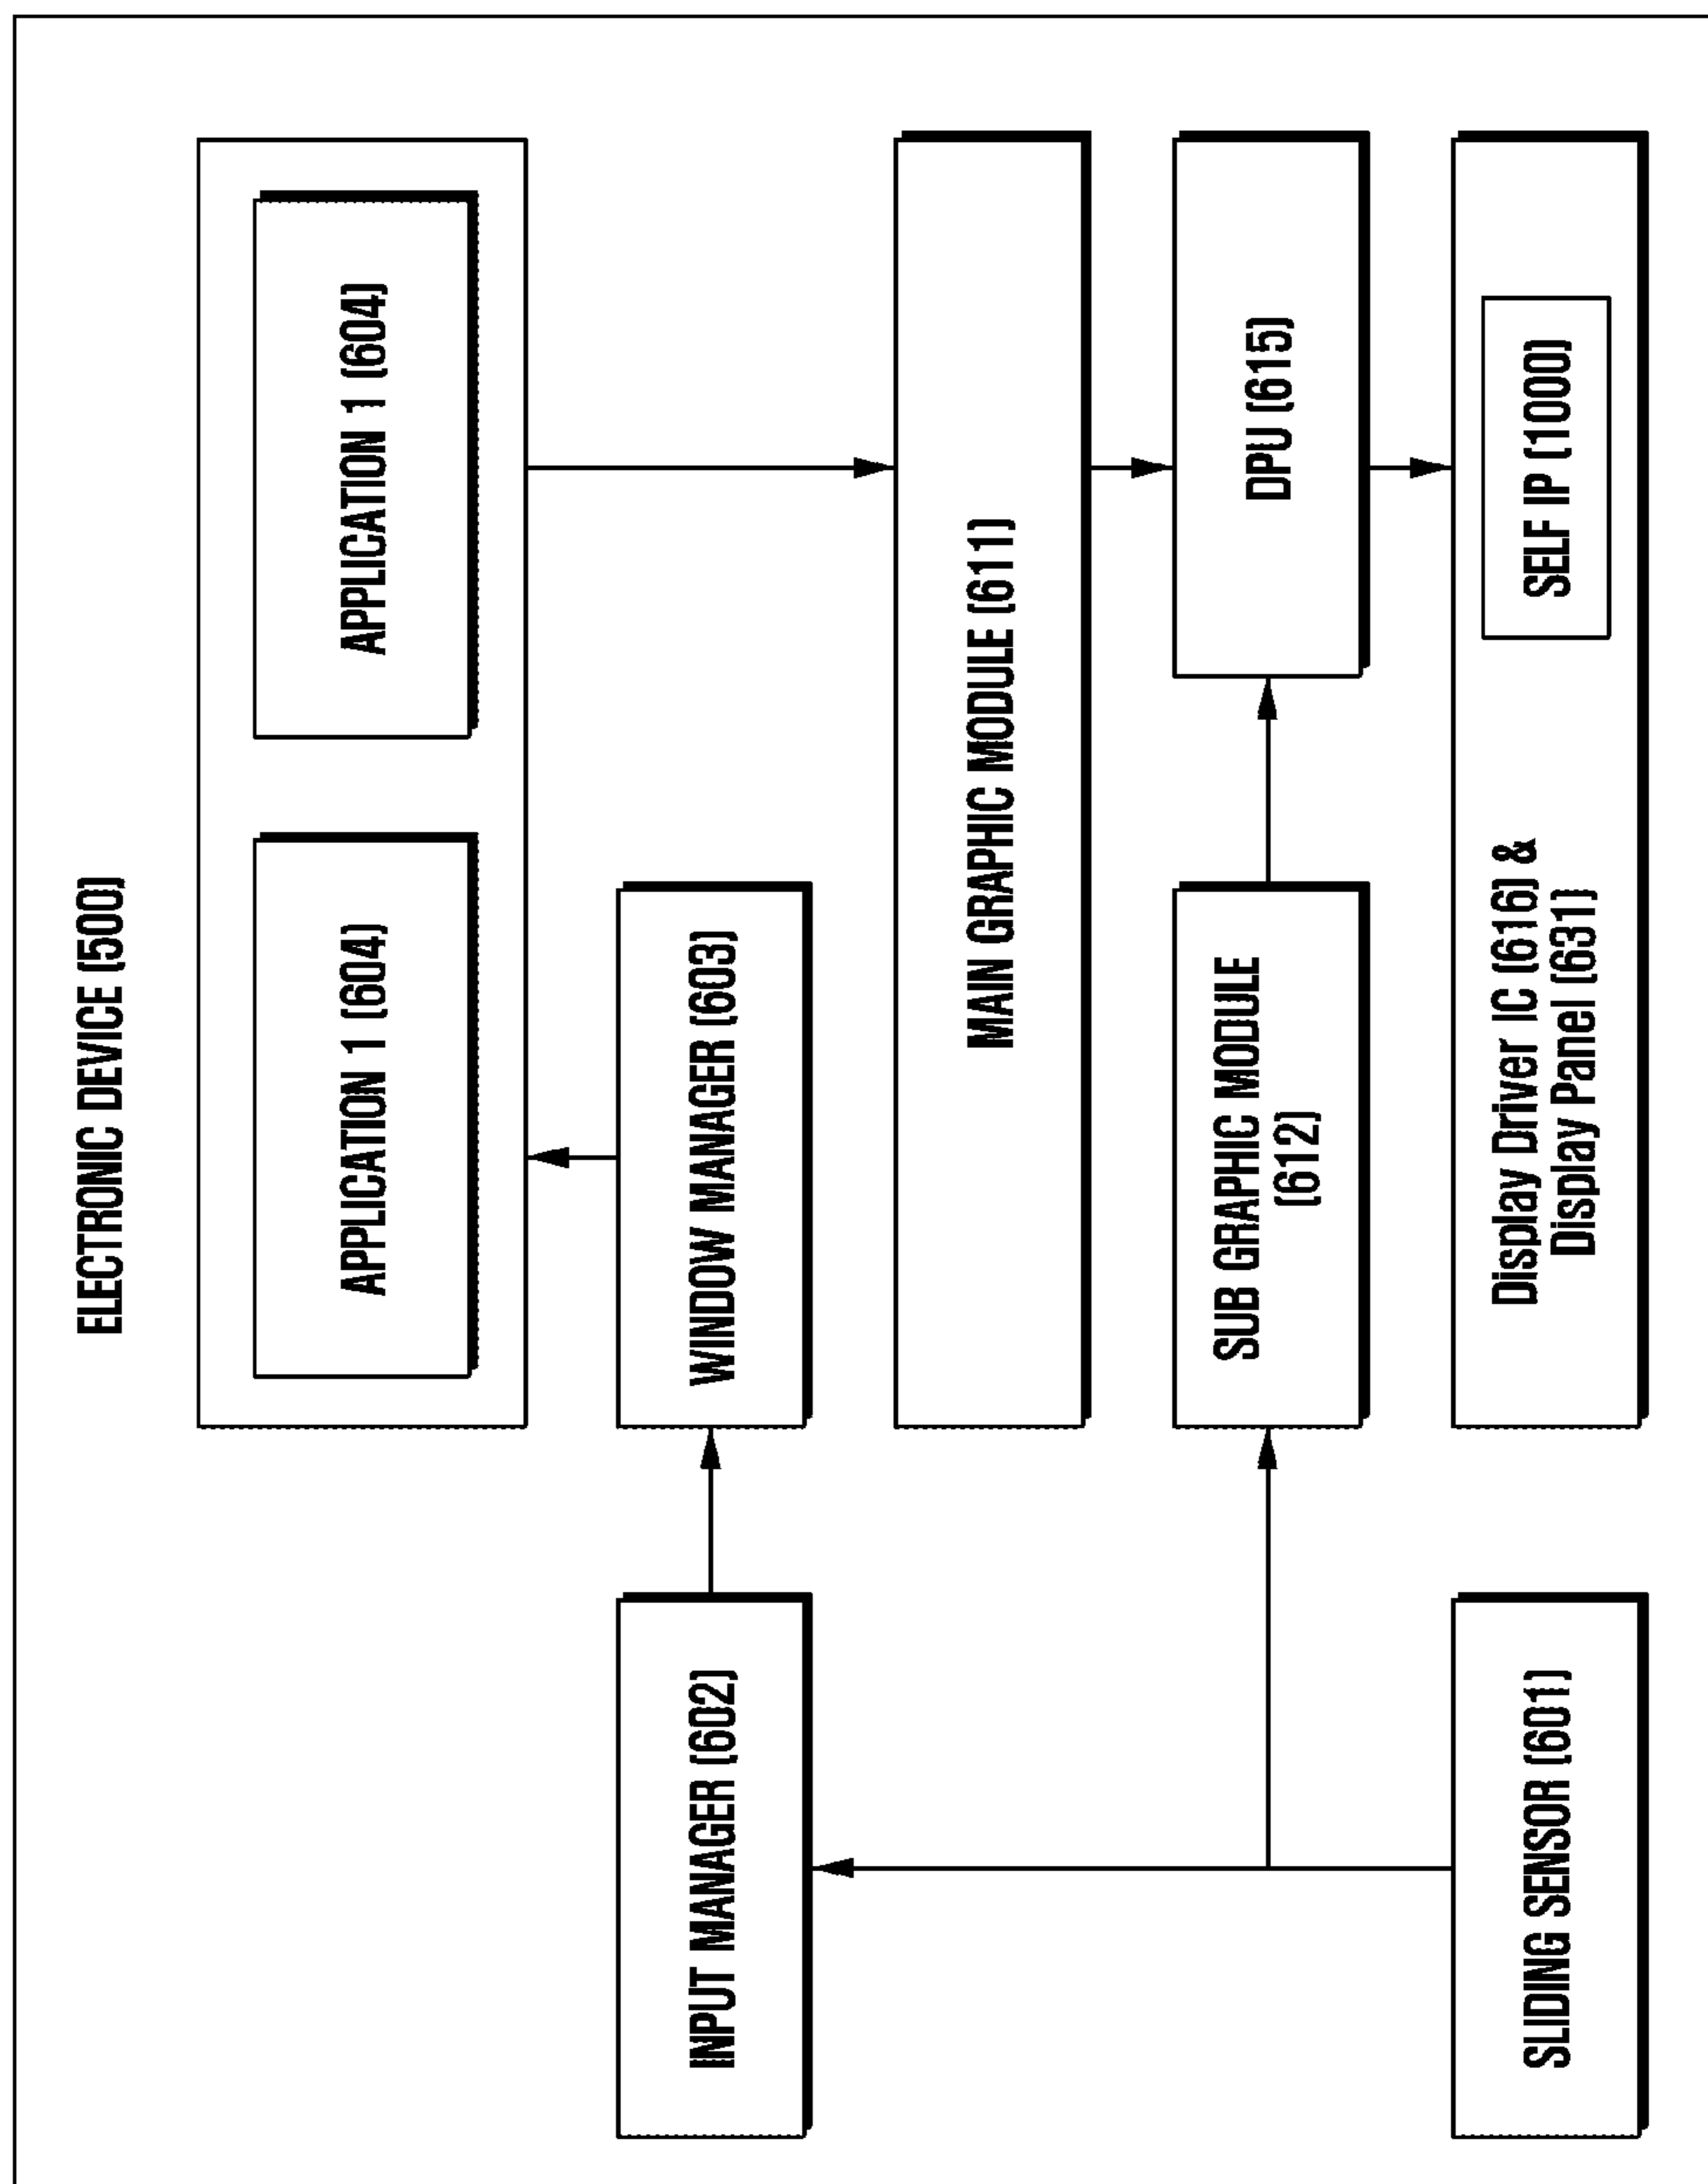 ELECTRONIC DEVICE (500)
APPLICATION 1 (604)
APPLICATION 1 (604)
INPUT MANAGER (602)
WINDOW MANAGER (603)
MAIN GRAPHIC MODULE (611)
SUB GRAPHIC MODULE
(612)
DPU (615)
SLIDING SENSOR (601)
Display Driver IC (616) &
Display Panel (631)
SELF IP (1000)